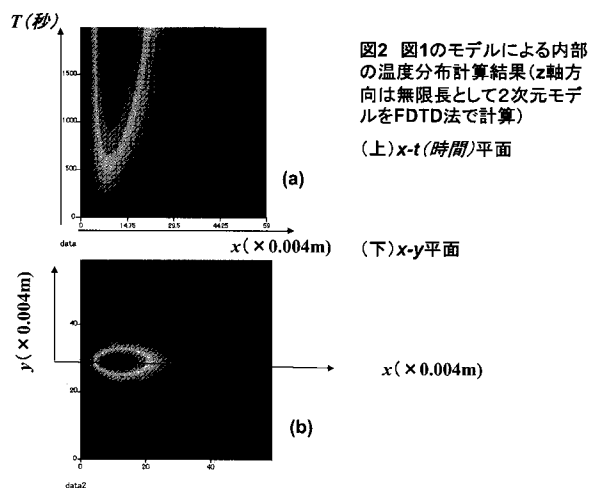 T(秒)
1500
1000
500
0
0 14.75 29.5 44.25 59
data
x(×0.004m)
(a)
図2 図1のモデルによる内部
の温度分布計算結果(z軸方
向は無限長として2次元モデ
ルをFDTD法で計算)
(上)x-t(時間)平面
(下)x-y平面
y(×0.004m)
40
20
0
0 20 40
data2
x(×0.004m)
(b)